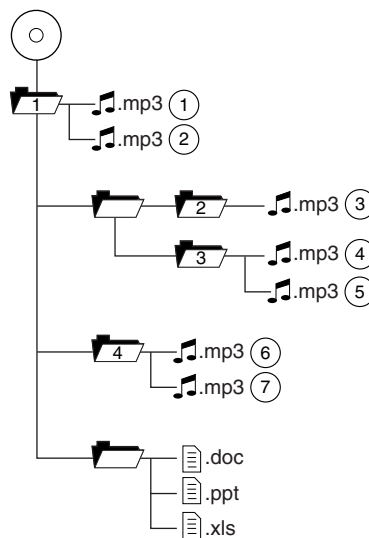 1 .mp3 1
.mp3 2
2 .mp3 3
3 .mp3 4
.mp3 5
4 .mp3 6
.mp3 7
.doc
.ppt
.xls